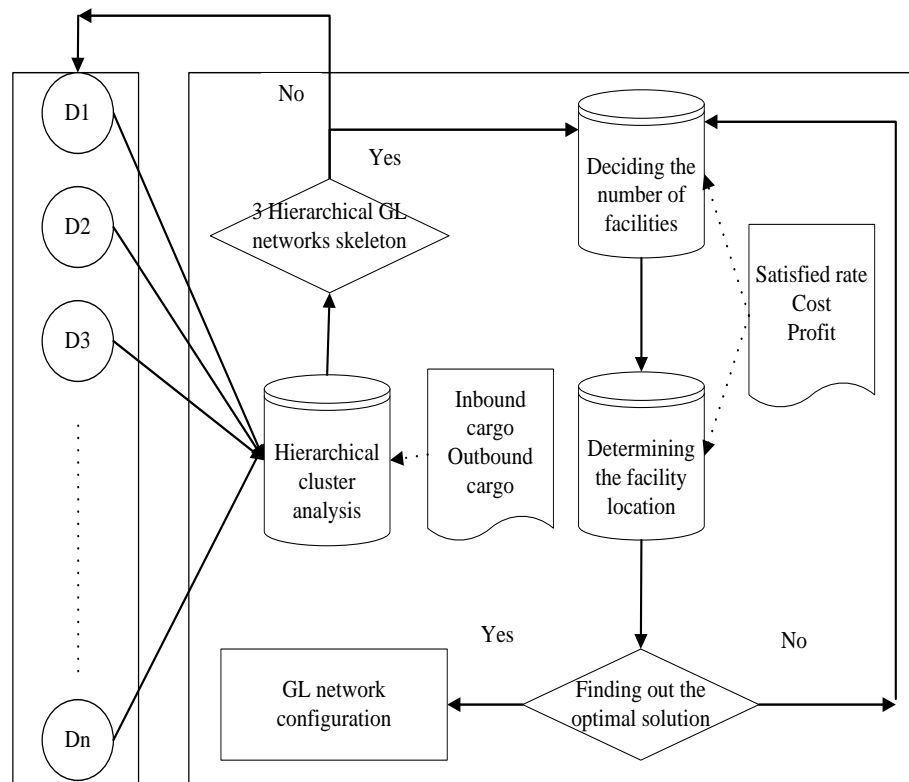 No
D1
Yes
Deciding the
number of
facilities
3 Hierarchical GL
networks skeleton
D2
Satisfied rate
Cost
Profit
D3
Inbound
cargo
Outbound
cargo
Hierarchical
cluster
analysis
Determining the
facility
location
Yes
No
GL network
configuration
Finding out the
optimal solution
Dn